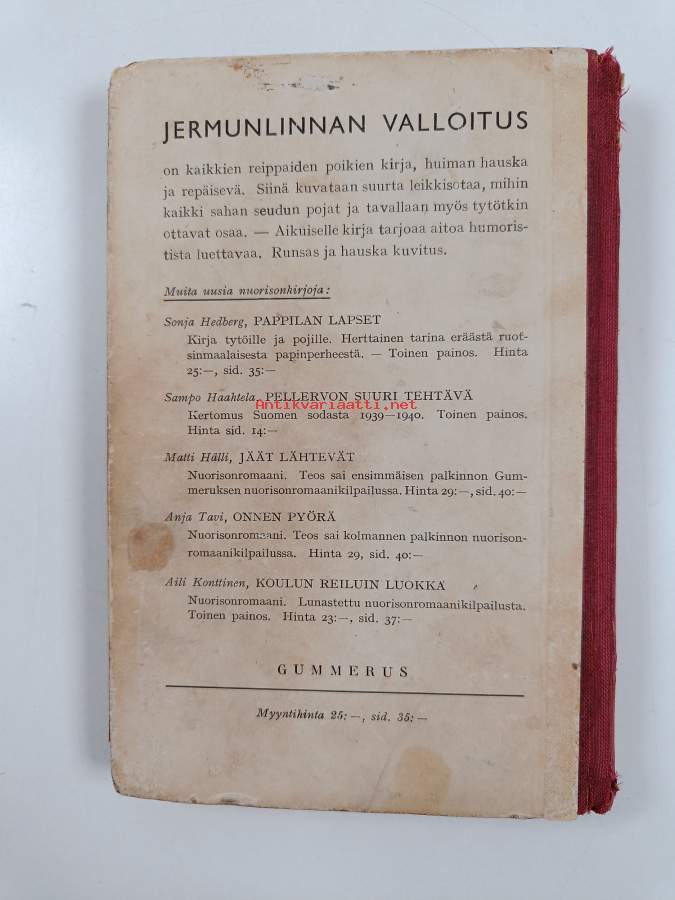 JERMUNLINNAN VALLOITUS
on kaikkien reippaiden poikien kirja, huiman hauska
ja repäisevä. Siinä kuvataan suurta leikkisotaa, mihin
kaikki sahan seudun pojat ja tavallaan myös tytötkin
ottavat osaa. — Aikuiselle kirja tarjoaa aitoa humoris-
tista luettavaa. Runsas ja hauska kuvitus.
Muita uusia nuorisonkirjoja:
Sonja Hedberg, PAPPILAN LAPSET
Kirja tytöille ja pojille. Herttainen tarina eräästä ruot-
sinmaalaisesta papinperheestä. — Toinen painos. Hinta
25:—, sid. 35:—
Sampo Haahtela, PELLERVON SUURI TEHTÄVÄ
Antikvariaatti.net
Kertomus Suomen sodasta 1939—1940. Toinen painos.
Hinta sid. 14:—
Matti Hälli, JÄÄT LÄHTEVÄT
Nuorisonromaani. Teos sai ensimmäisen palkinnon Gum-
meruksen nuorisonromaanikilpailussa. Hinta 29:—, sid. 40:—
Anja Tavi, ONNEN PYÖRÄ
Nuorisonromaani. Teos sai kolmannen palkinnon nuorison-
romaanikilpailussa. Hinta 29, sid. 40:—
Aili Konttinen, KOULUN REILUIN LUOKKA
Nuorisonromaani. Lunastettu nuorisonromaanikilpailusta.
Toinen painos. Hinta 23:—, sid. 37:—
GUMMERUS
Myyntihinta 25:—, sid. 35:—